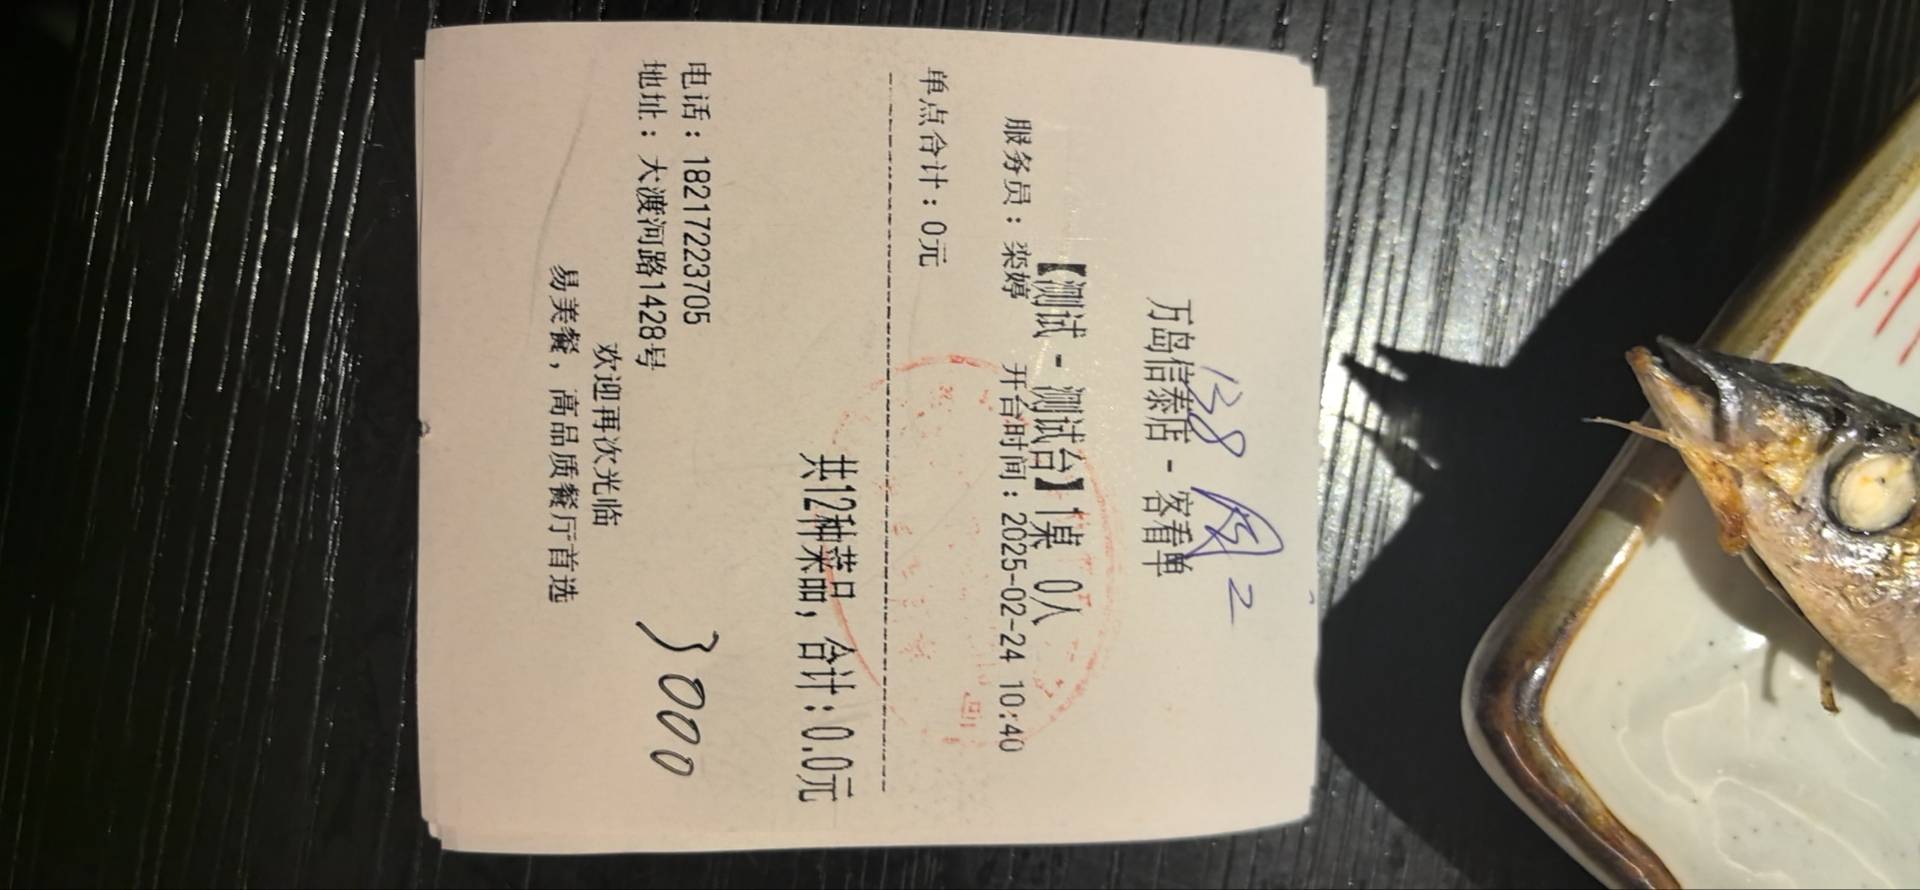 138 周 2
万岛信泰店 - 客看单
【测试 - 测试台】1桌 0人
服务员：栾婷 开台时间：2025-02-24 10:40
单点合计：0元
共12种菜品，合计：0.0元
3000
电话：18217223705
地址：大渡河路1428号
欢迎再次光临
易美餐，高品质餐厅首选